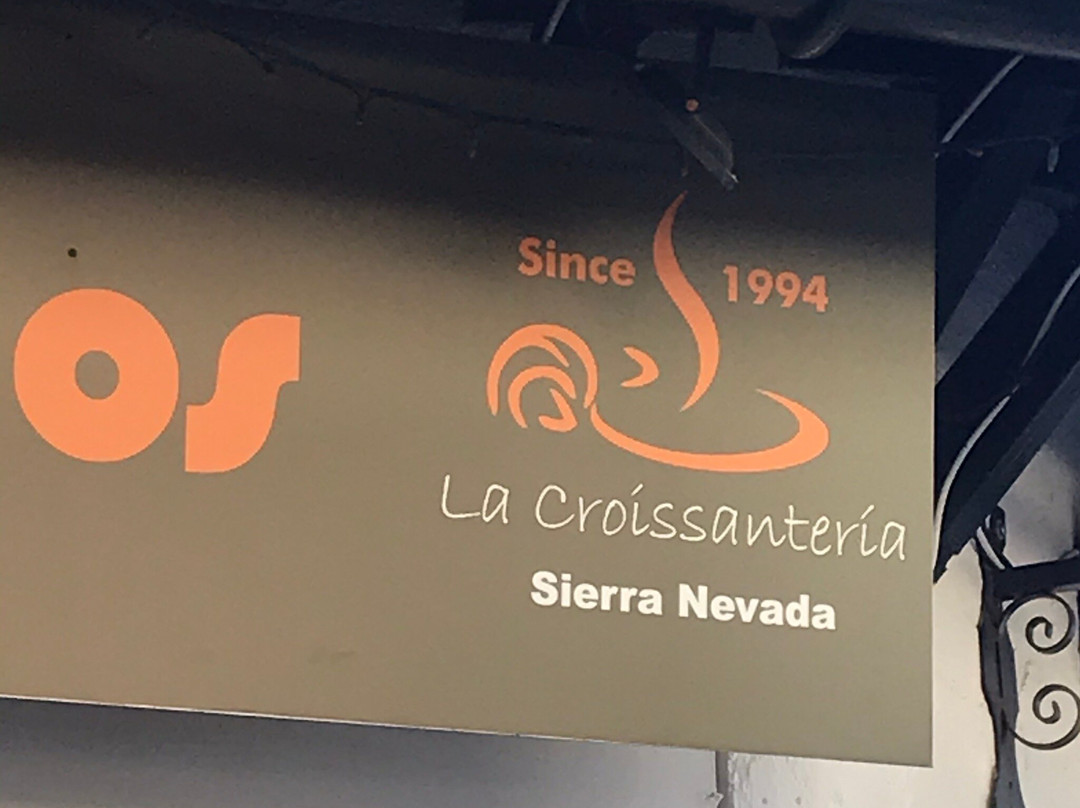 os
Since 1994
La Croissantería
Sierra Nevada